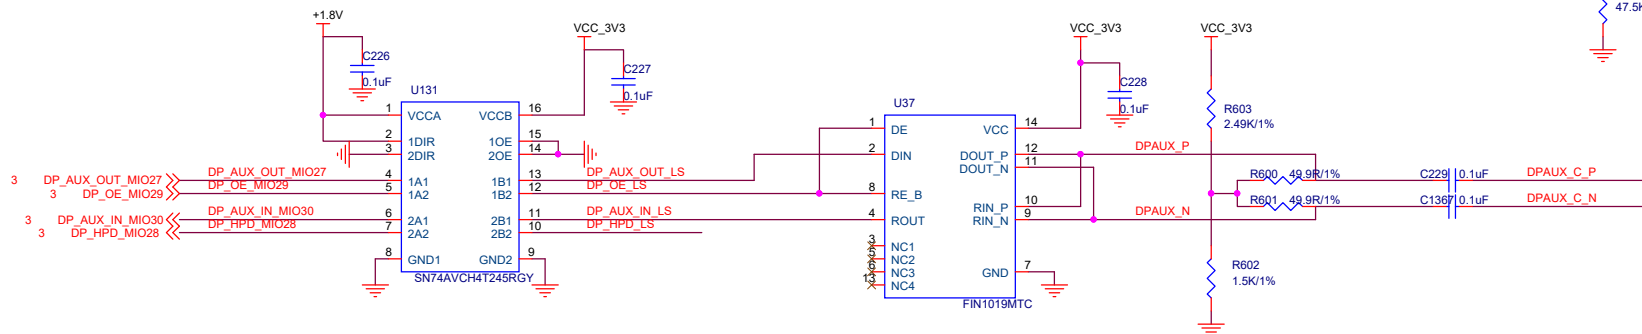 +1.8V
VCC_3V3
VCC_3V3
VCC_3V3
47.5K
C226
0.1uF
C227
0.1uF
C228
0.1uF
U131
U37
R603
2.49K/1%
1 VCCA VCCB 16
2 1DIR 1OE 15
3 2DIR 2OE 14
4 1A1 1B1 13
5 1A2 1B2 12
6 2A1 2B1 11
7 2A2 2B2 10
8 GND1 GND2 9
SN74AVCH4T245RGY
3 DP_AUX_OUT_MIO27 DP_AUX_OUT_MIO27 DP_AUX_OUT_LS
3 DP_OE_MIO29 DP_OE_MIO29 DP_OE_LS
3 DP_AUX_IN_MIO30 DP_AUX_IN_MIO30 DP_AUX_IN_LS
3 DP_HPD_MIO28 DP_HPD_MIO28 DP_HPD_LS
1 DE VCC 14
2 DIN DOUT_P 12
DOUT_N 11
8 RE_B
RIN_P 10
4 ROUT RIN_N 9
3 NC1
5 NC2
6 NC3 GND 7
13 NC4
FIN1019MTC
DPAUX_P
DPAUX_N
R600 49.9R/1% C229 0.1uF DPAUX_C_P
R601 49.9R/1% C1367 0.1uF DPAUX_C_N
R602
1.5K/1%